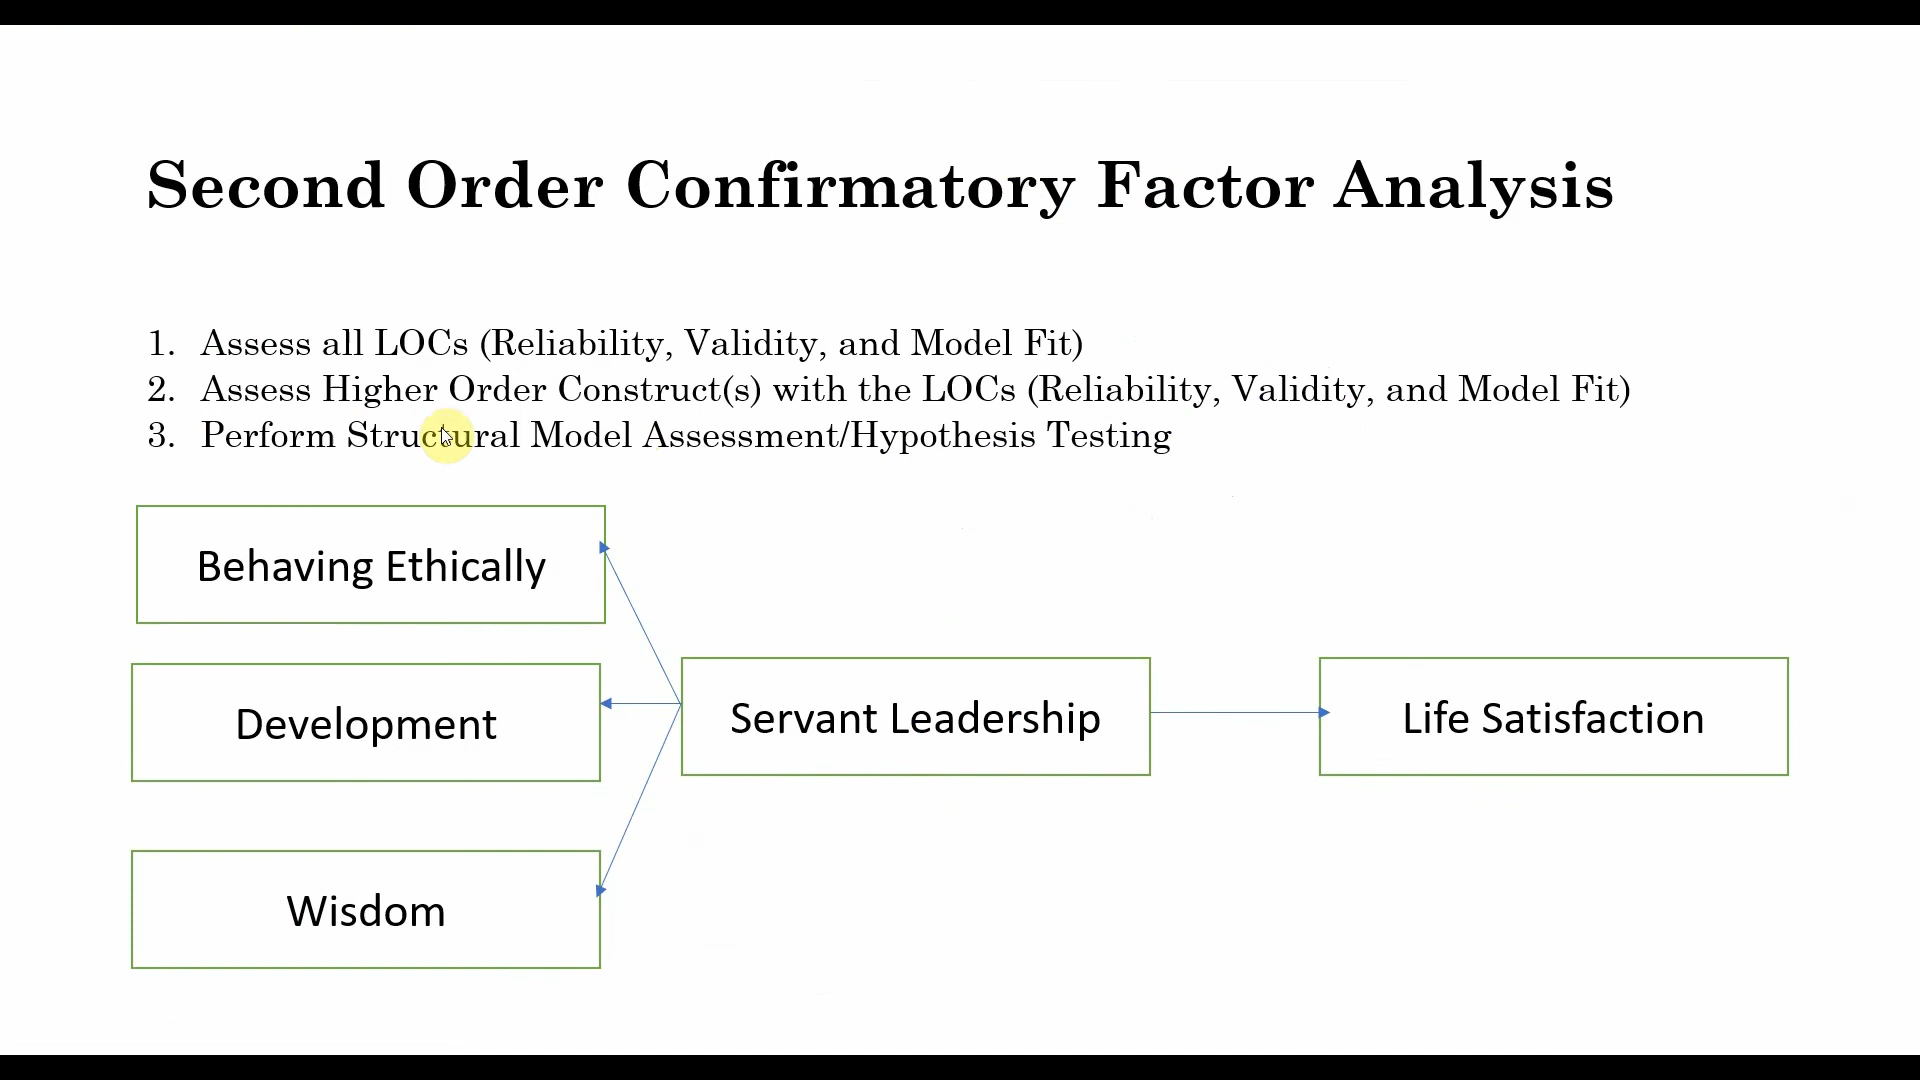 Second Order Confirmatory Factor Analysis
1. Assess all LOCs (Reliability, Validity, and Model Fit)
2. Assess Higher Order Construct(s) with the LOCs (Reliability, Validity, and Model Fit)
3. Perform Structural Model Assessment/Hypothesis Testing
Behaving Ethically
Development
Servant Leadership
Life Satisfaction
Wisdom